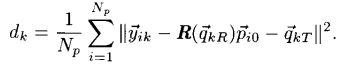 $d_k = \frac{1}{N_p} \sum_{i=1}^{N_p} \| \vec{y}_{ik} - \boldsymbol{R}(\vec{q}_{kR})\vec{p}_{i0} - \vec{q}_{kT} \|^2.$